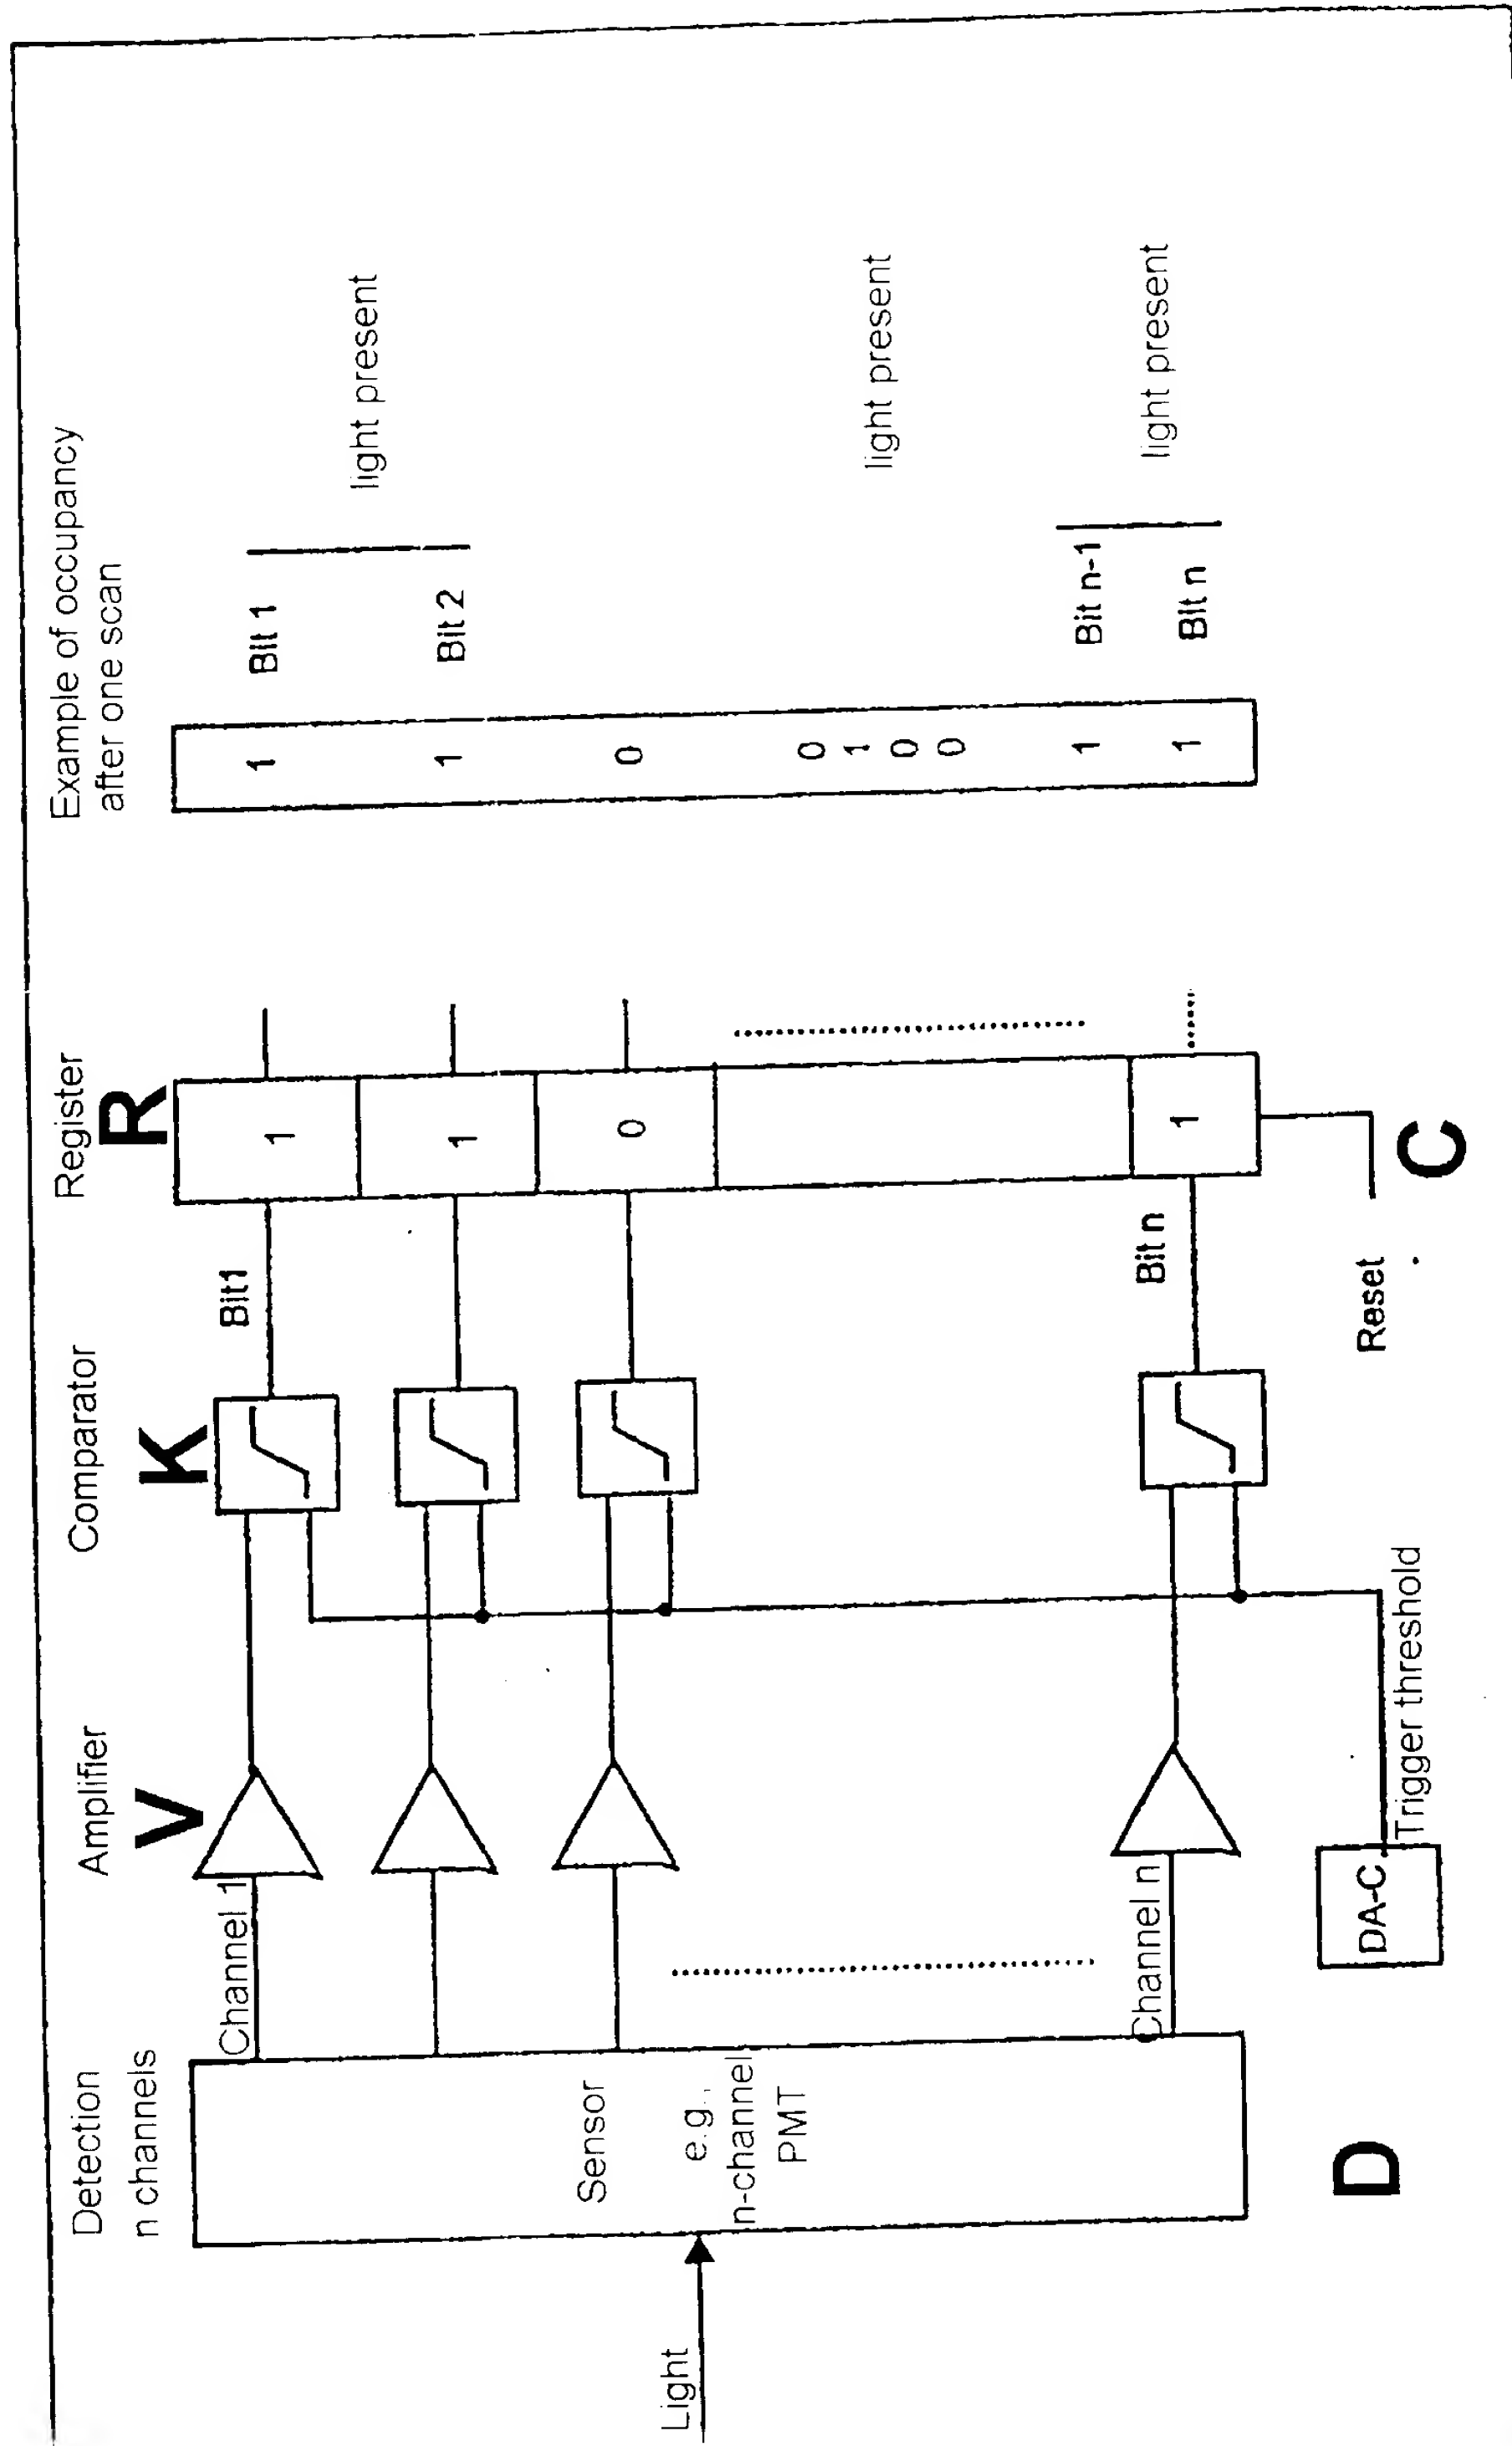 Detection
n channels
Amplifier
Comparator
Register
Example of occupancy
after one scan
V
K
R
Channel 1
Bit1
1
1
Bit 1
light present
1
1
Bit 2
0
0
Light
Sensor
e.g.,
n-channel
PMT
0
1
0
0
light present
1
Bit n-1
Channel n
Bit n
1
1
Bit n
light present
D
DA-C
Trigger threshold
Reset
C